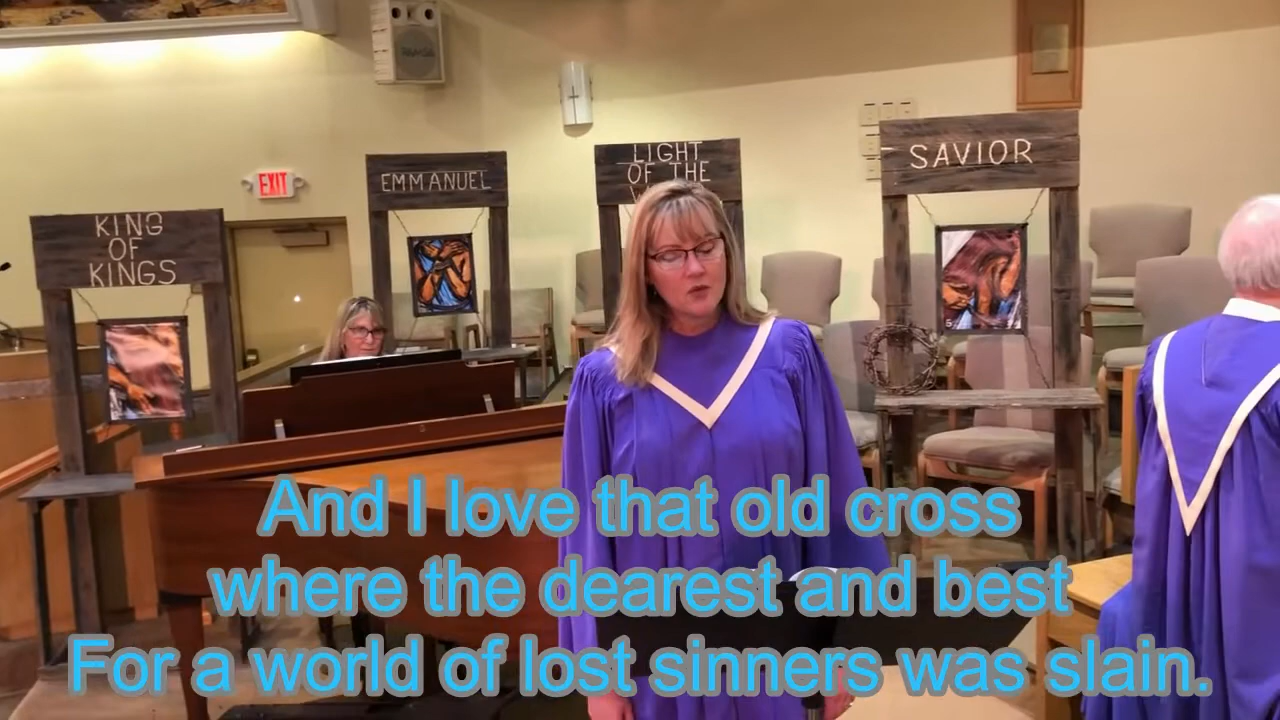 RAMSA
EXIT
KING
OF
KINGS
EMMANUEL
LIGHT
OF THE
SAVIOR
And I love that old cross
where the dearest and best
For a world of lost sinners was slain.